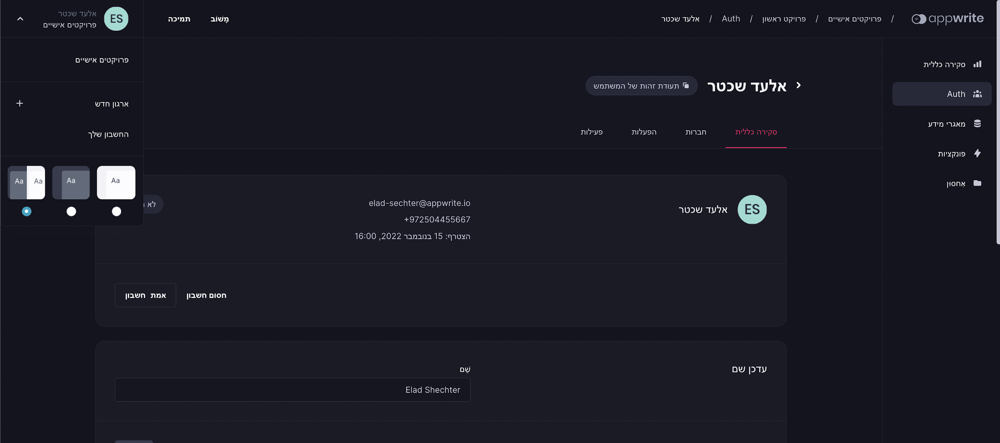 appwrite / פרויקטים אישיים / פרויקט ראשון / Auth / אלעד שכטר
מָשׁוֹב
תמיכה
ES
אלעד שכטר
פרויקטים אישיים
פרויקטים אישיים
ארגון חדש
החשבון שלך
Aa
Aa
Aa Aa
סקירה כללית
Auth
מאגרי מידע
פונקציות
אִחסוּן
אלעד שכטר
תעודת זהות של המשתמש
סקירה כללית
חברות
הפעלות
פעילות
ES
אלעד שכטר
elad-sechter@appwrite.io
+972504455667
הצטרף: 15 בנובמבר 2022, 16:00
לא
חסום חשבון
אמת חשבון
עדכן שם
שֵׁם
Elad Shechter